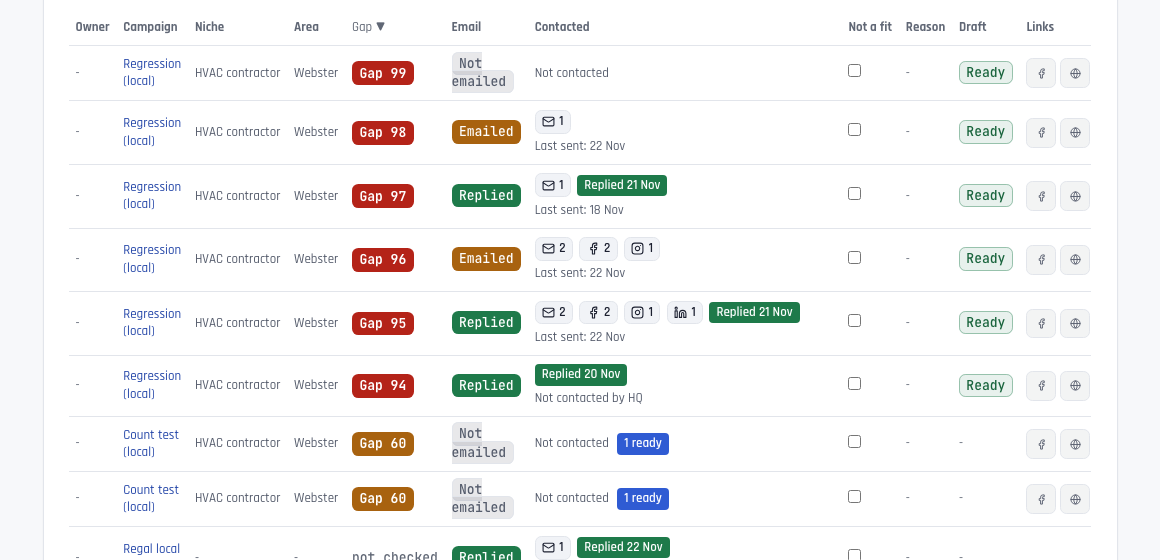 Owner Campaign Niche Area Gap ▼ Email Contacted Not a fit Reason Draft Links
- Regression (local) HVAC contractor Webster Gap 99 Not emailed Not contacted - Ready
- Regression (local) HVAC contractor Webster Gap 98 Emailed 1 Last sent: 22 Nov - Ready
- Regression (local) HVAC contractor Webster Gap 97 Replied 1 Replied 21 Nov Last sent: 18 Nov - Ready
- Regression (local) HVAC contractor Webster Gap 96 Emailed 2 2 1 Last sent: 22 Nov - Ready
- Regression (local) HVAC contractor Webster Gap 95 Replied 2 2 1 1 Replied 21 Nov Last sent: 22 Nov - Ready
- Regression (local) HVAC contractor Webster Gap 94 Replied Replied 20 Nov Not contacted by HQ - Ready
- Count test (local) HVAC contractor Webster Gap 60 Not emailed Not contacted 1 ready - -
- Count test (local) HVAC contractor Webster Gap 60 Not emailed Not contacted 1 ready - -
- Regal local - - not checked Replied 1 Replied 22 Nov - -